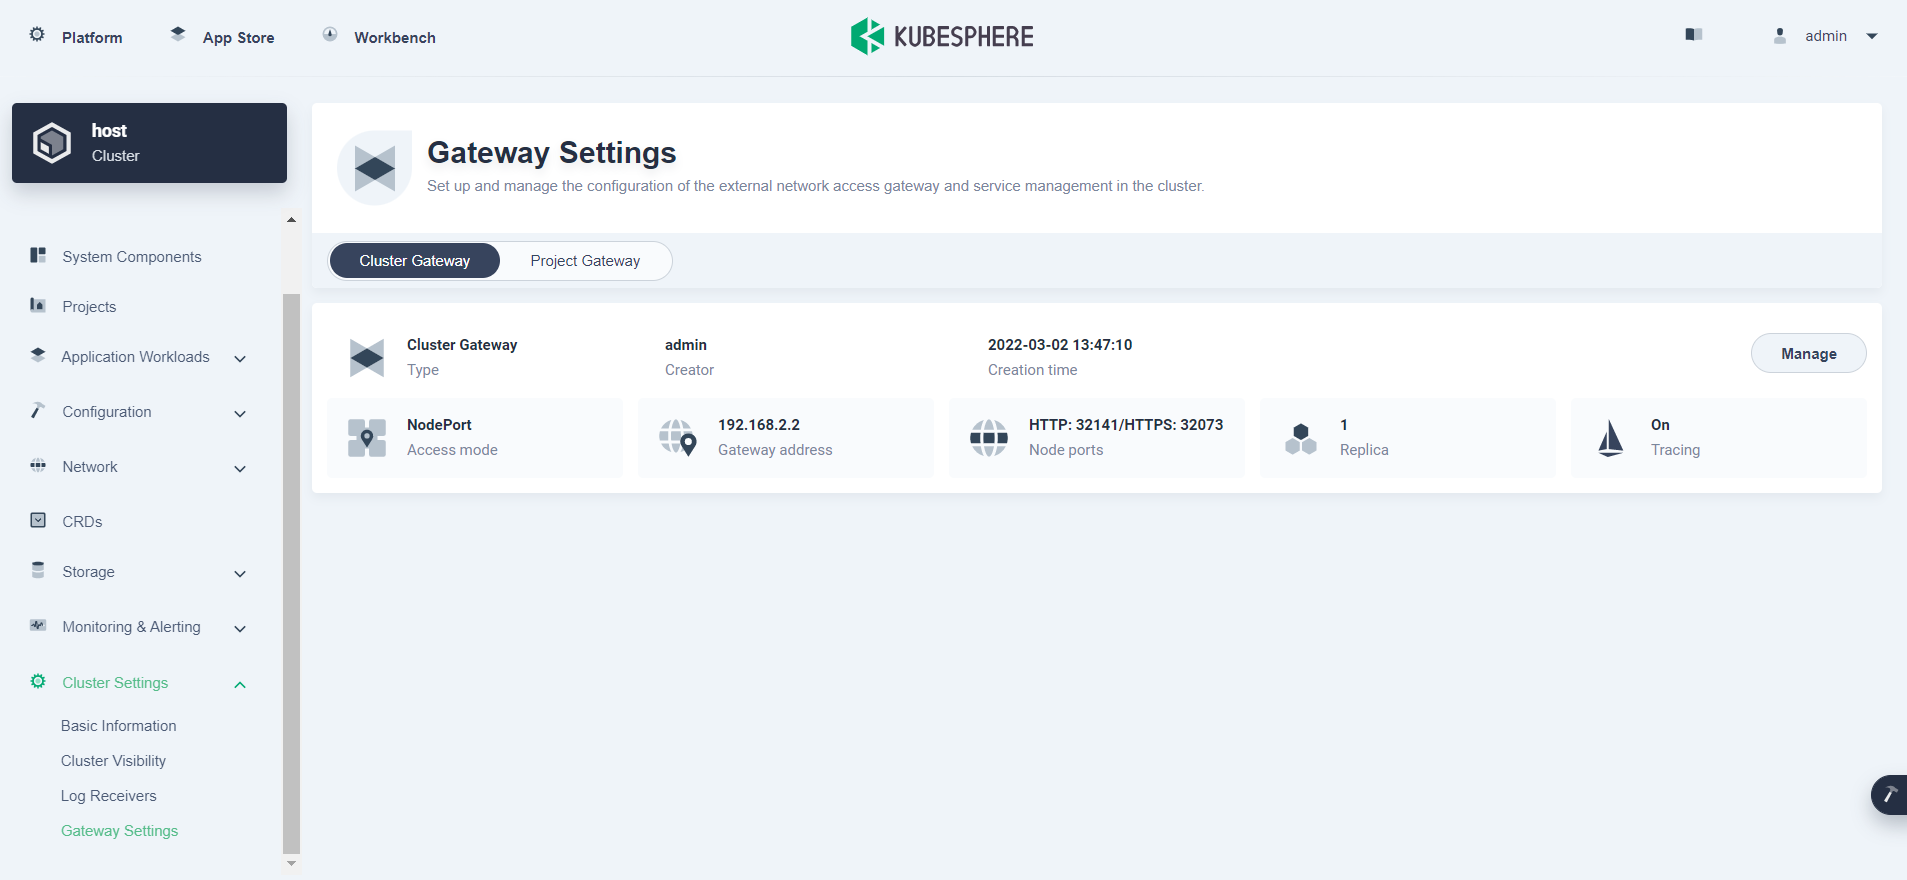 Platform
App Store
Workbench
KUBESPHERE
admin
host
Cluster
System Components
Projects
Application Workloads
Configuration
Network
CRDs
Storage
Monitoring & Alerting
Cluster Settings
Basic Information
Cluster Visibility
Log Receivers
Gateway Settings
Gateway Settings
Set up and manage the configuration of the external network access gateway and service management in the cluster.
Cluster Gateway
Project Gateway
Cluster Gateway
Type
admin
Creator
2022-03-02 13:47:10
Creation time
Manage
NodePort
Access mode
192.168.2.2
Gateway address
HTTP: 32141/HTTPS: 32073
Node ports
1
Replica
On
Tracing